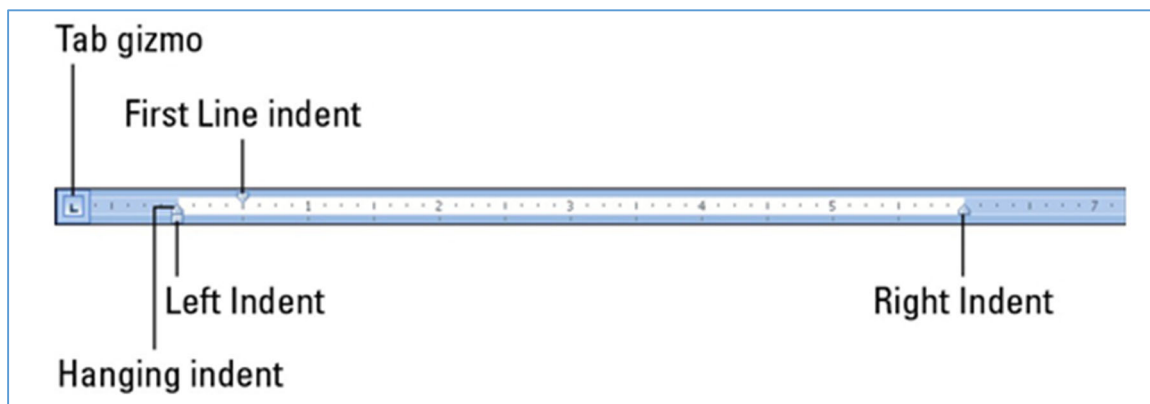 Tab gizmo
First Line indent
L 1 2 3 4 5 7
Left Indent
Right Indent
Hanging indent